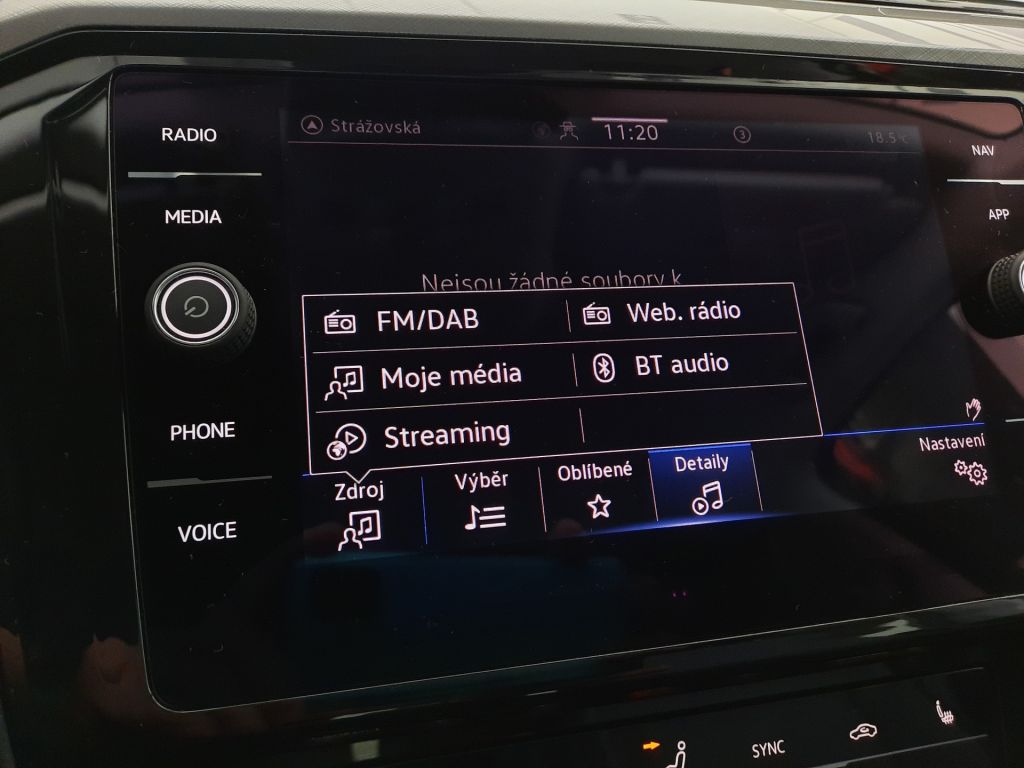 RADIO
MEDIA
PHONE
VOICE
Strážovská
11:20
3
18.5°C
NAV
APP
Nejsou žádné soubory k
FM/DAB
Web. rádio
Moje média
BT audio
Streaming
Zdroj
Výběr
Oblíbené
Detaily
Nastavení
SYNC